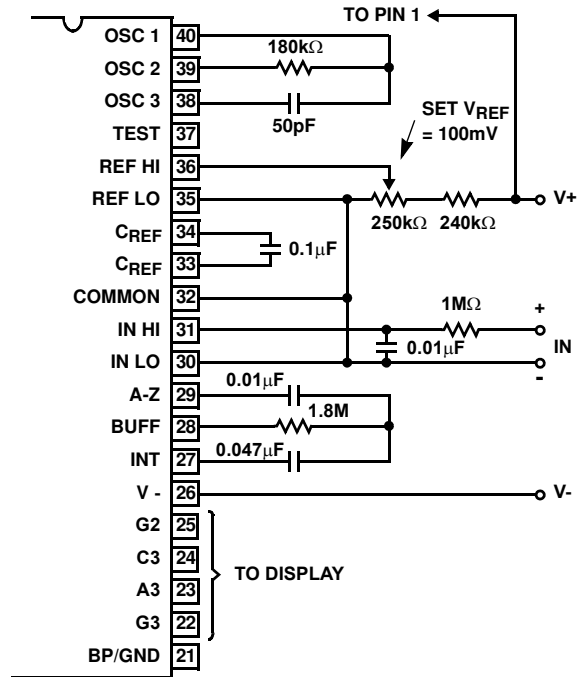 TO PIN 1
OSC 1 40
180kΩ
OSC 2 39
OSC 3 38
50pF
SET VREF
= 100mV
TEST 37
REF HI 36
REF LO 35
V+
250kΩ 240kΩ
CREF 34
0.1µF
CREF 33
COMMON 32
1MΩ
IN HI 31
+
0.01µF
IN
IN LO 30
-
0.01µF
A-Z 29
1.8M
BUFF 28
0.047µF
INT 27
V - 26
V-
G2 25
C3 24
TO DISPLAY
A3 23
G3 22
BP/GND 21